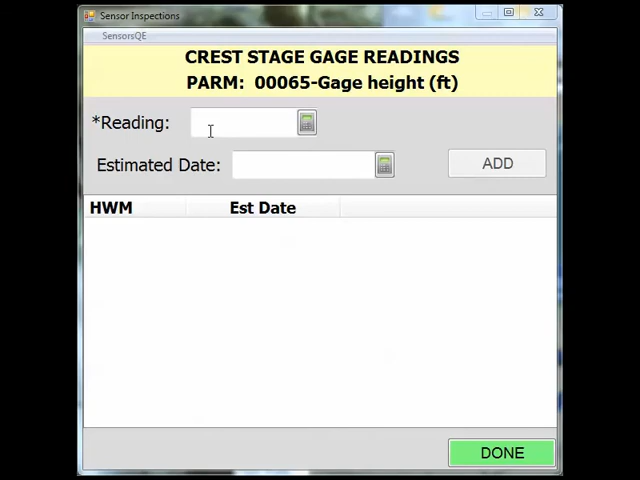 Sensor Inspections
SensorsQE
CREST STAGE GAGE READINGS
PARM: 00065-Gage height (ft)
*Reading:
Estimated Date:
ADD
HWM Est Date
DONE